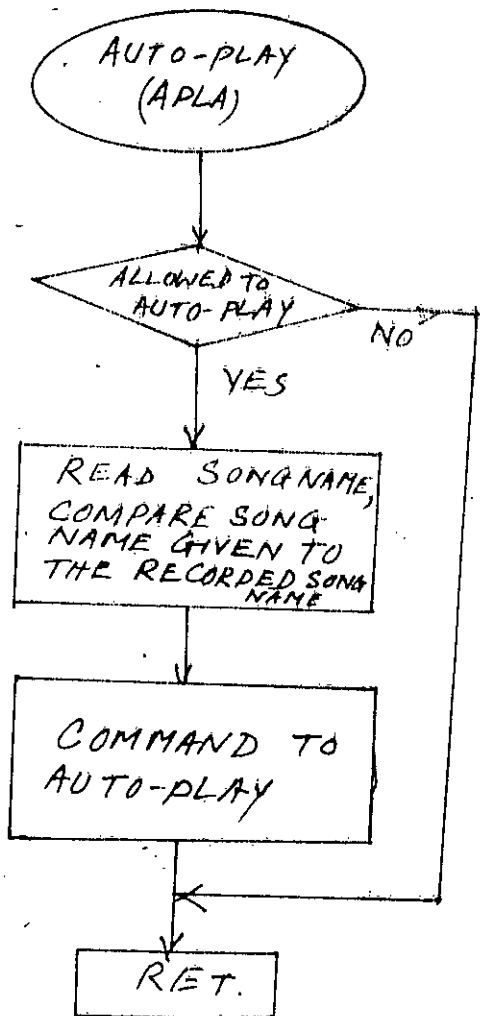 AUTO-PLAY
(APLA)
ALLOWED TO
AUTO-PLAY
NO
YES
READ SONGNAME,
COMPARE SONG
NAME GIVEN TO
THE RECORDED SONG
NAME
COMMAND TO
AUTO-PLAY
RET.